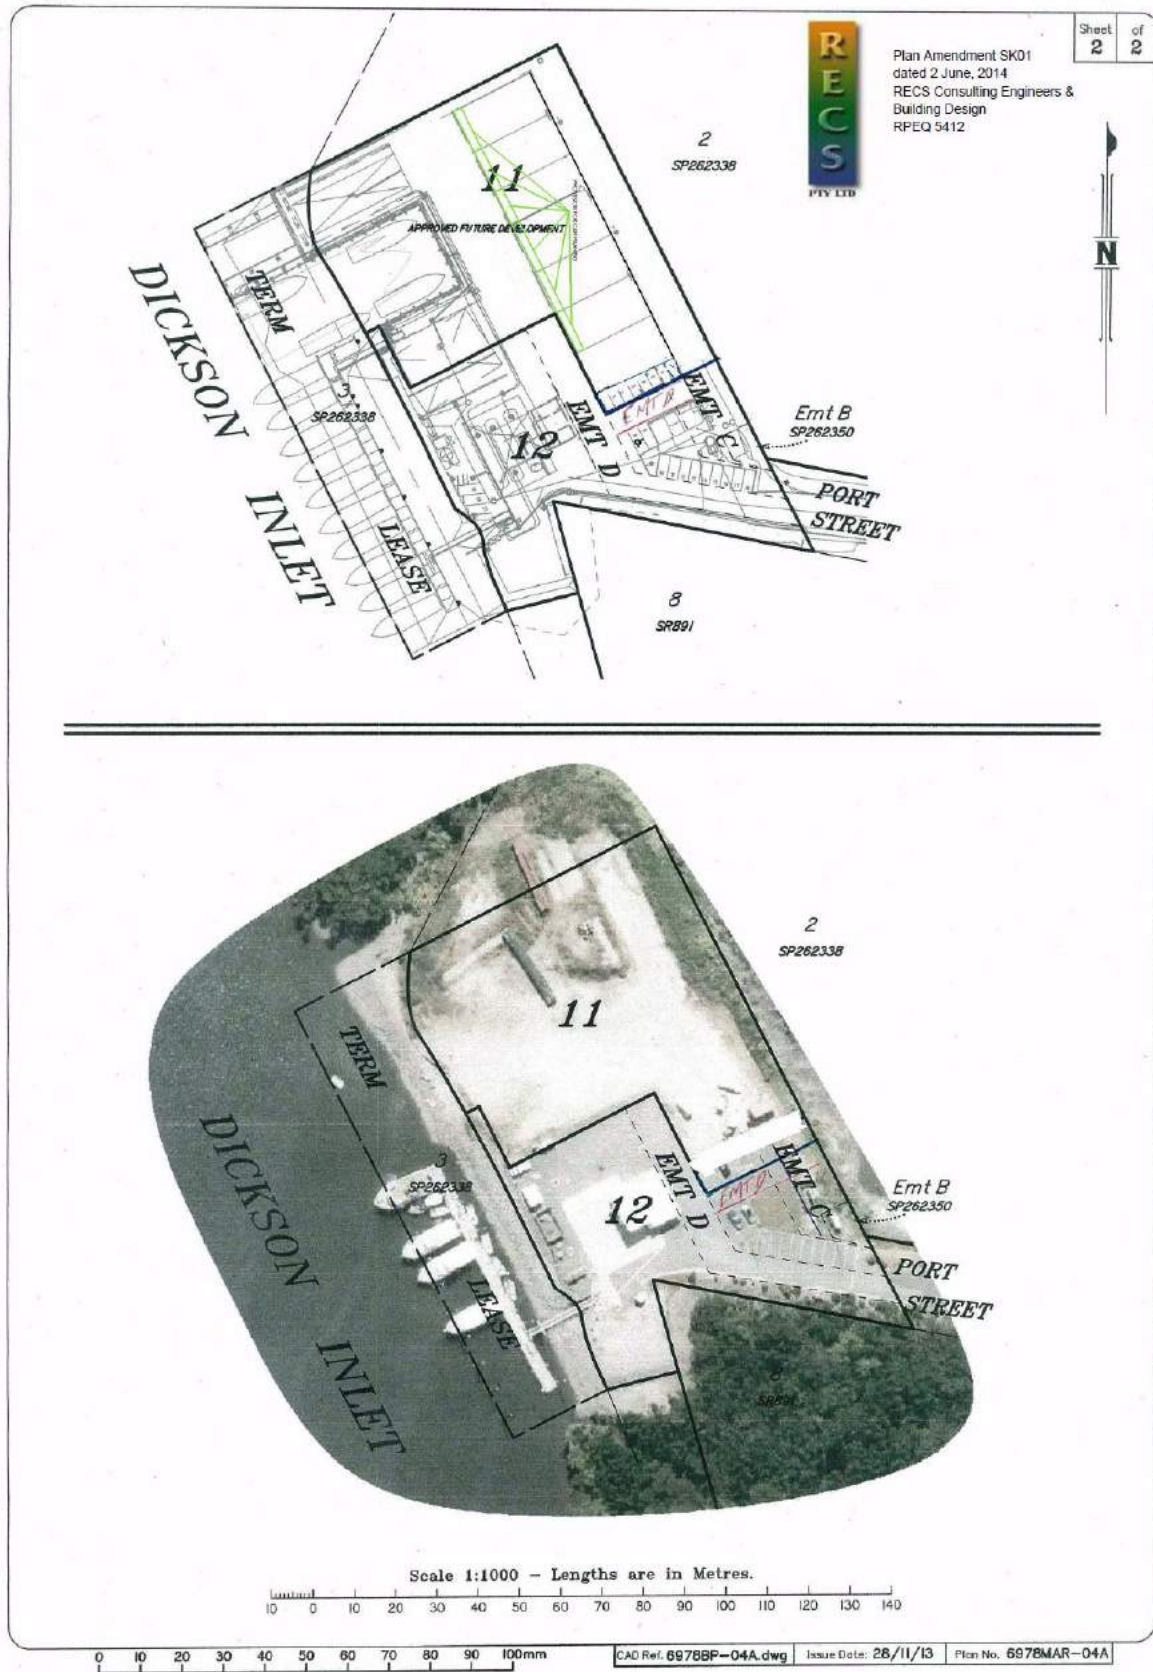 Sheet of
2 2
RECS
PTY LTD
Plan Amendment SK01
dated 2 June, 2014
RECS Consulting Engineers &
Building Design
RPEQ 5412
N
2
SP262338
11
APPROVED FUTURE DEVELOPMENT
TERM
DICKSON
3
SP262338
EMT A
EMT C
Emt B
SP262350
EMT D
12
PORT
STREET
INLET
LEASE
8
SR891
2
SP262338
11
TERM
DICKSON
3
SP262338
EMT D
EMT C
EMT D
Emt B
SP262350
12
PORT
STREET
LEASE
INLET
8
SR891
Scale 1:1000 – Lengths are in Metres.
10 0 10 20 30 40 50 60 70 80 90 100 110 120 130 140
0 10 20 30 40 50 60 70 80 90 100mm
CAD Ref. 6978BP-04A.dwg Issue Date: 28/11/13 Plan No. 6978MAR-04A